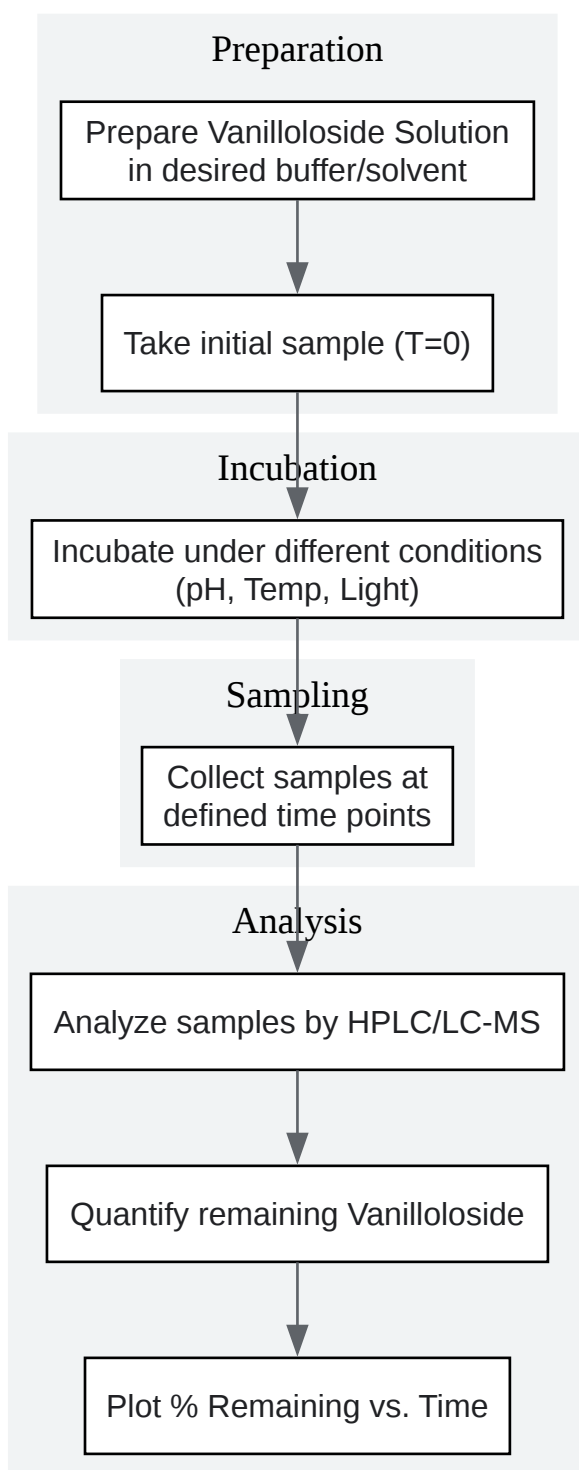 Preparation
Prepare Vanilloloside Solution
in desired buffer/solvent
Take initial sample (T=0)
Incubation
Incubate under different conditions
(pH, Temp, Light)
Sampling
Collect samples at
defined time points
Analysis
Analyze samples by HPLC/LC-MS
Quantify remaining Vanilloloside
Plot % Remaining vs. Time